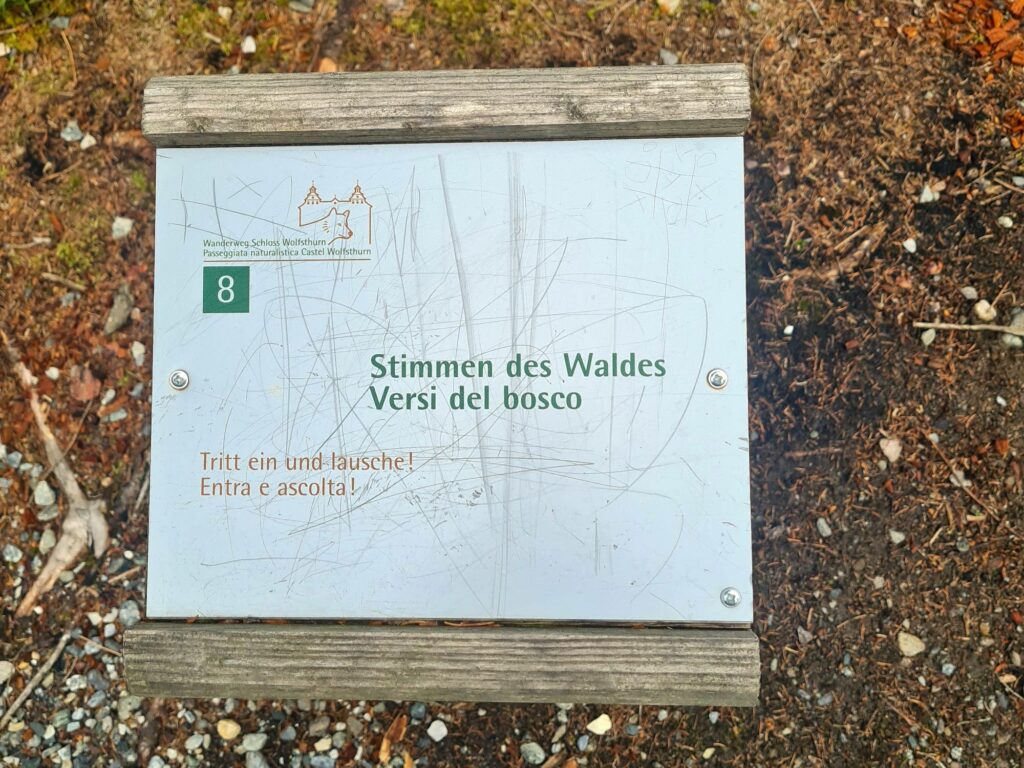 Wanderweg Schloss Wolfsthurn
Passeggiata naturalistica Castel Wolfsthurn
8
Stimmen des Waldes
Versi del bosco
Tritt ein und lausche!
Entra e ascolta!